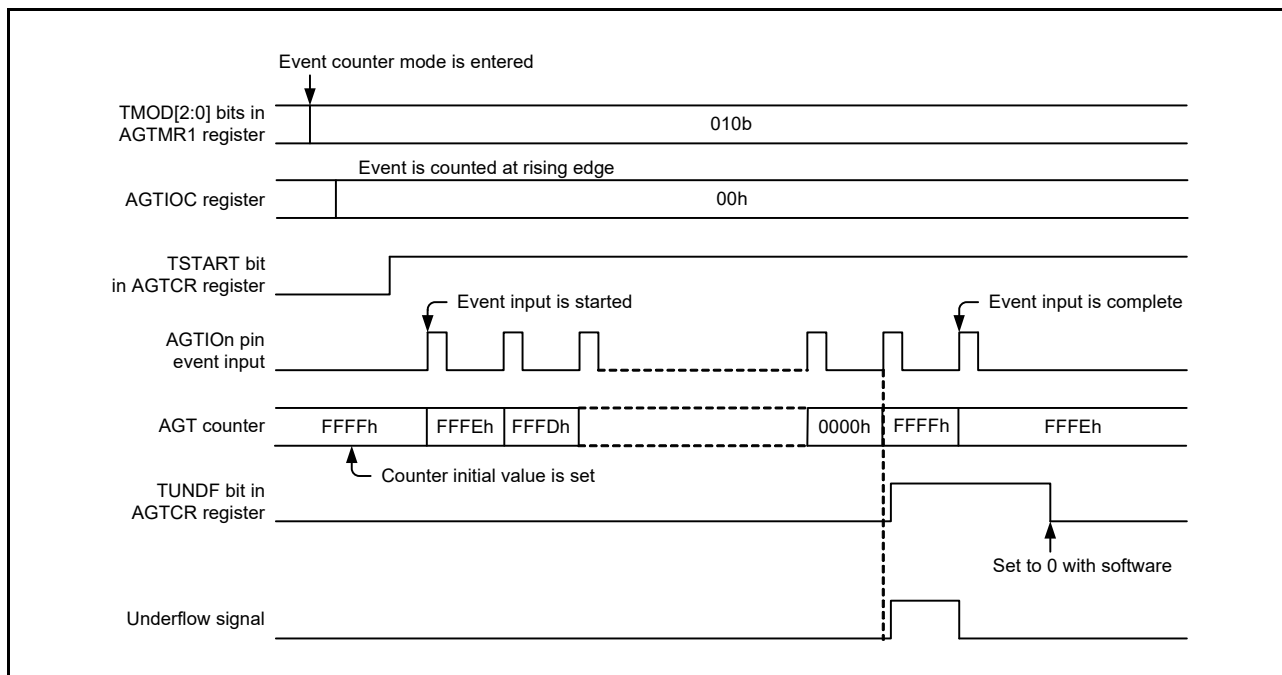 Event counter mode is entered
TMOD[2:0] bits in
AGTMR1 register
010b
Event is counted at rising edge
AGTIOC register
00h
TSTART bit
in AGTCR register
Event input is started
Event input is complete
AGTIOn pin
event input
AGT counter
FFFFh
FFFEh
FFFDh
0000h
FFFFh
FFFEh
Counter initial value is set
TUNDF bit in
AGTCR register
Set to 0 with software
Underflow signal